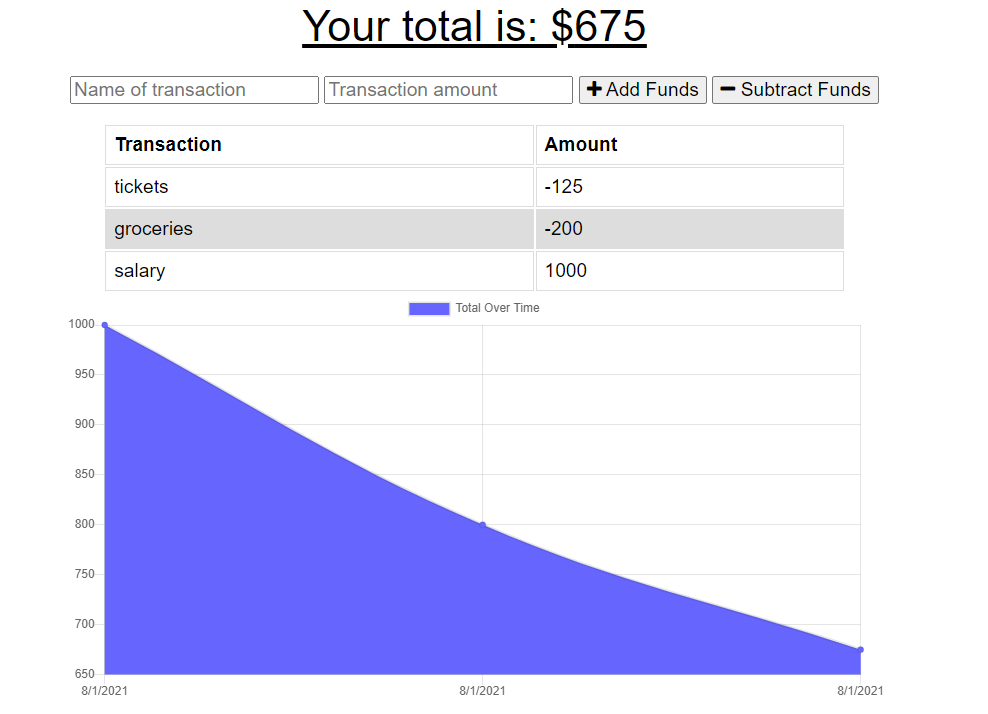 Your total is: $675
Name of transaction Transaction amount + Add Funds − Subtract Funds
Transaction Amount
tickets -125
groceries -200
salary 1000
Total Over Time
1000
950
900
850
800
750
700
650
8/1/2021 8/1/2021 8/1/2021